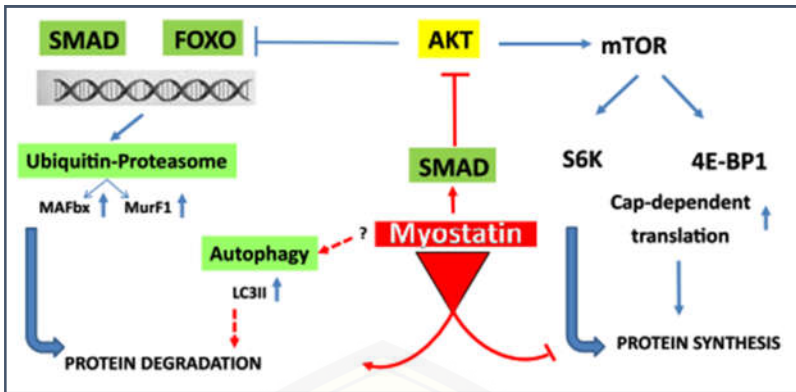 SMAD FOXO AKT mTOR
Ubiquitin-Proteasome
MAFbx MurF1
SMAD
S6K 4E-BP1
Cap-dependent
translation
? Myostatin
Autophagy
LC3II
PROTEIN DEGRADATION
PROTEIN SYNTHESIS